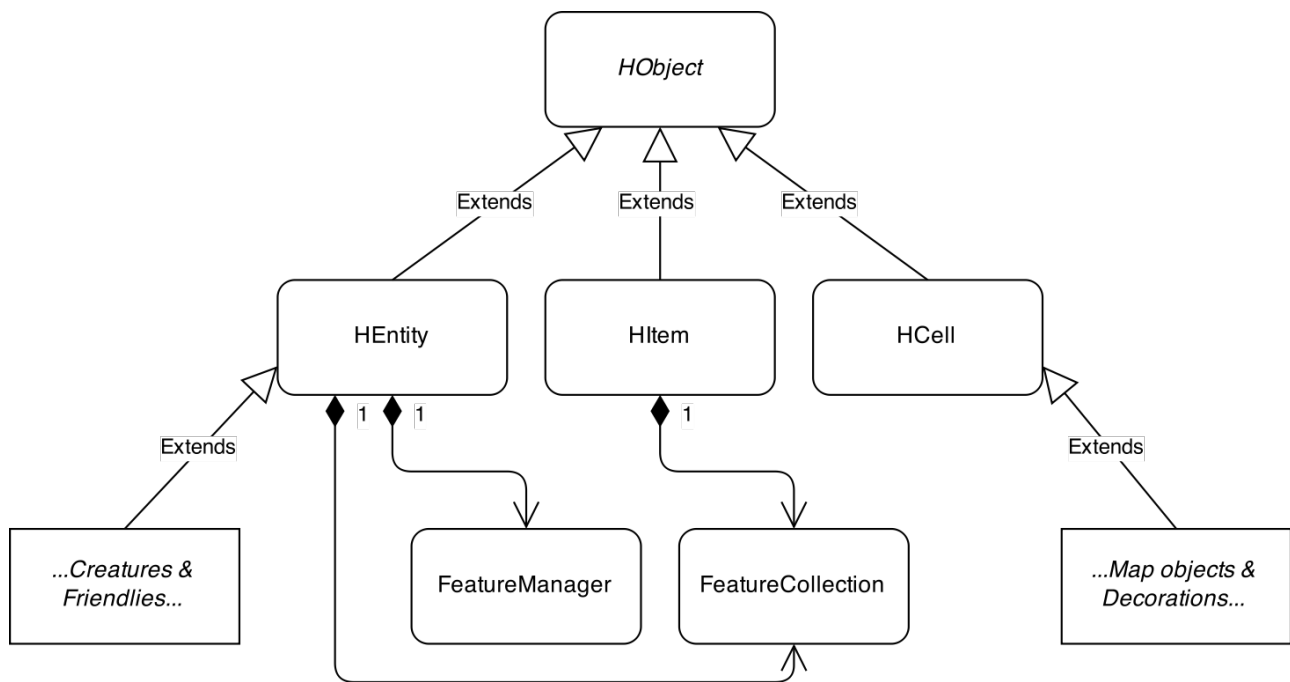 HObject
Extends
Extends
Extends
HEntity
HItem
HCell
1
1
1
Extends
Extends
...Creatures &
Friendlies...
FeatureManager
FeatureCollection
...Map objects &
Decorations...
1